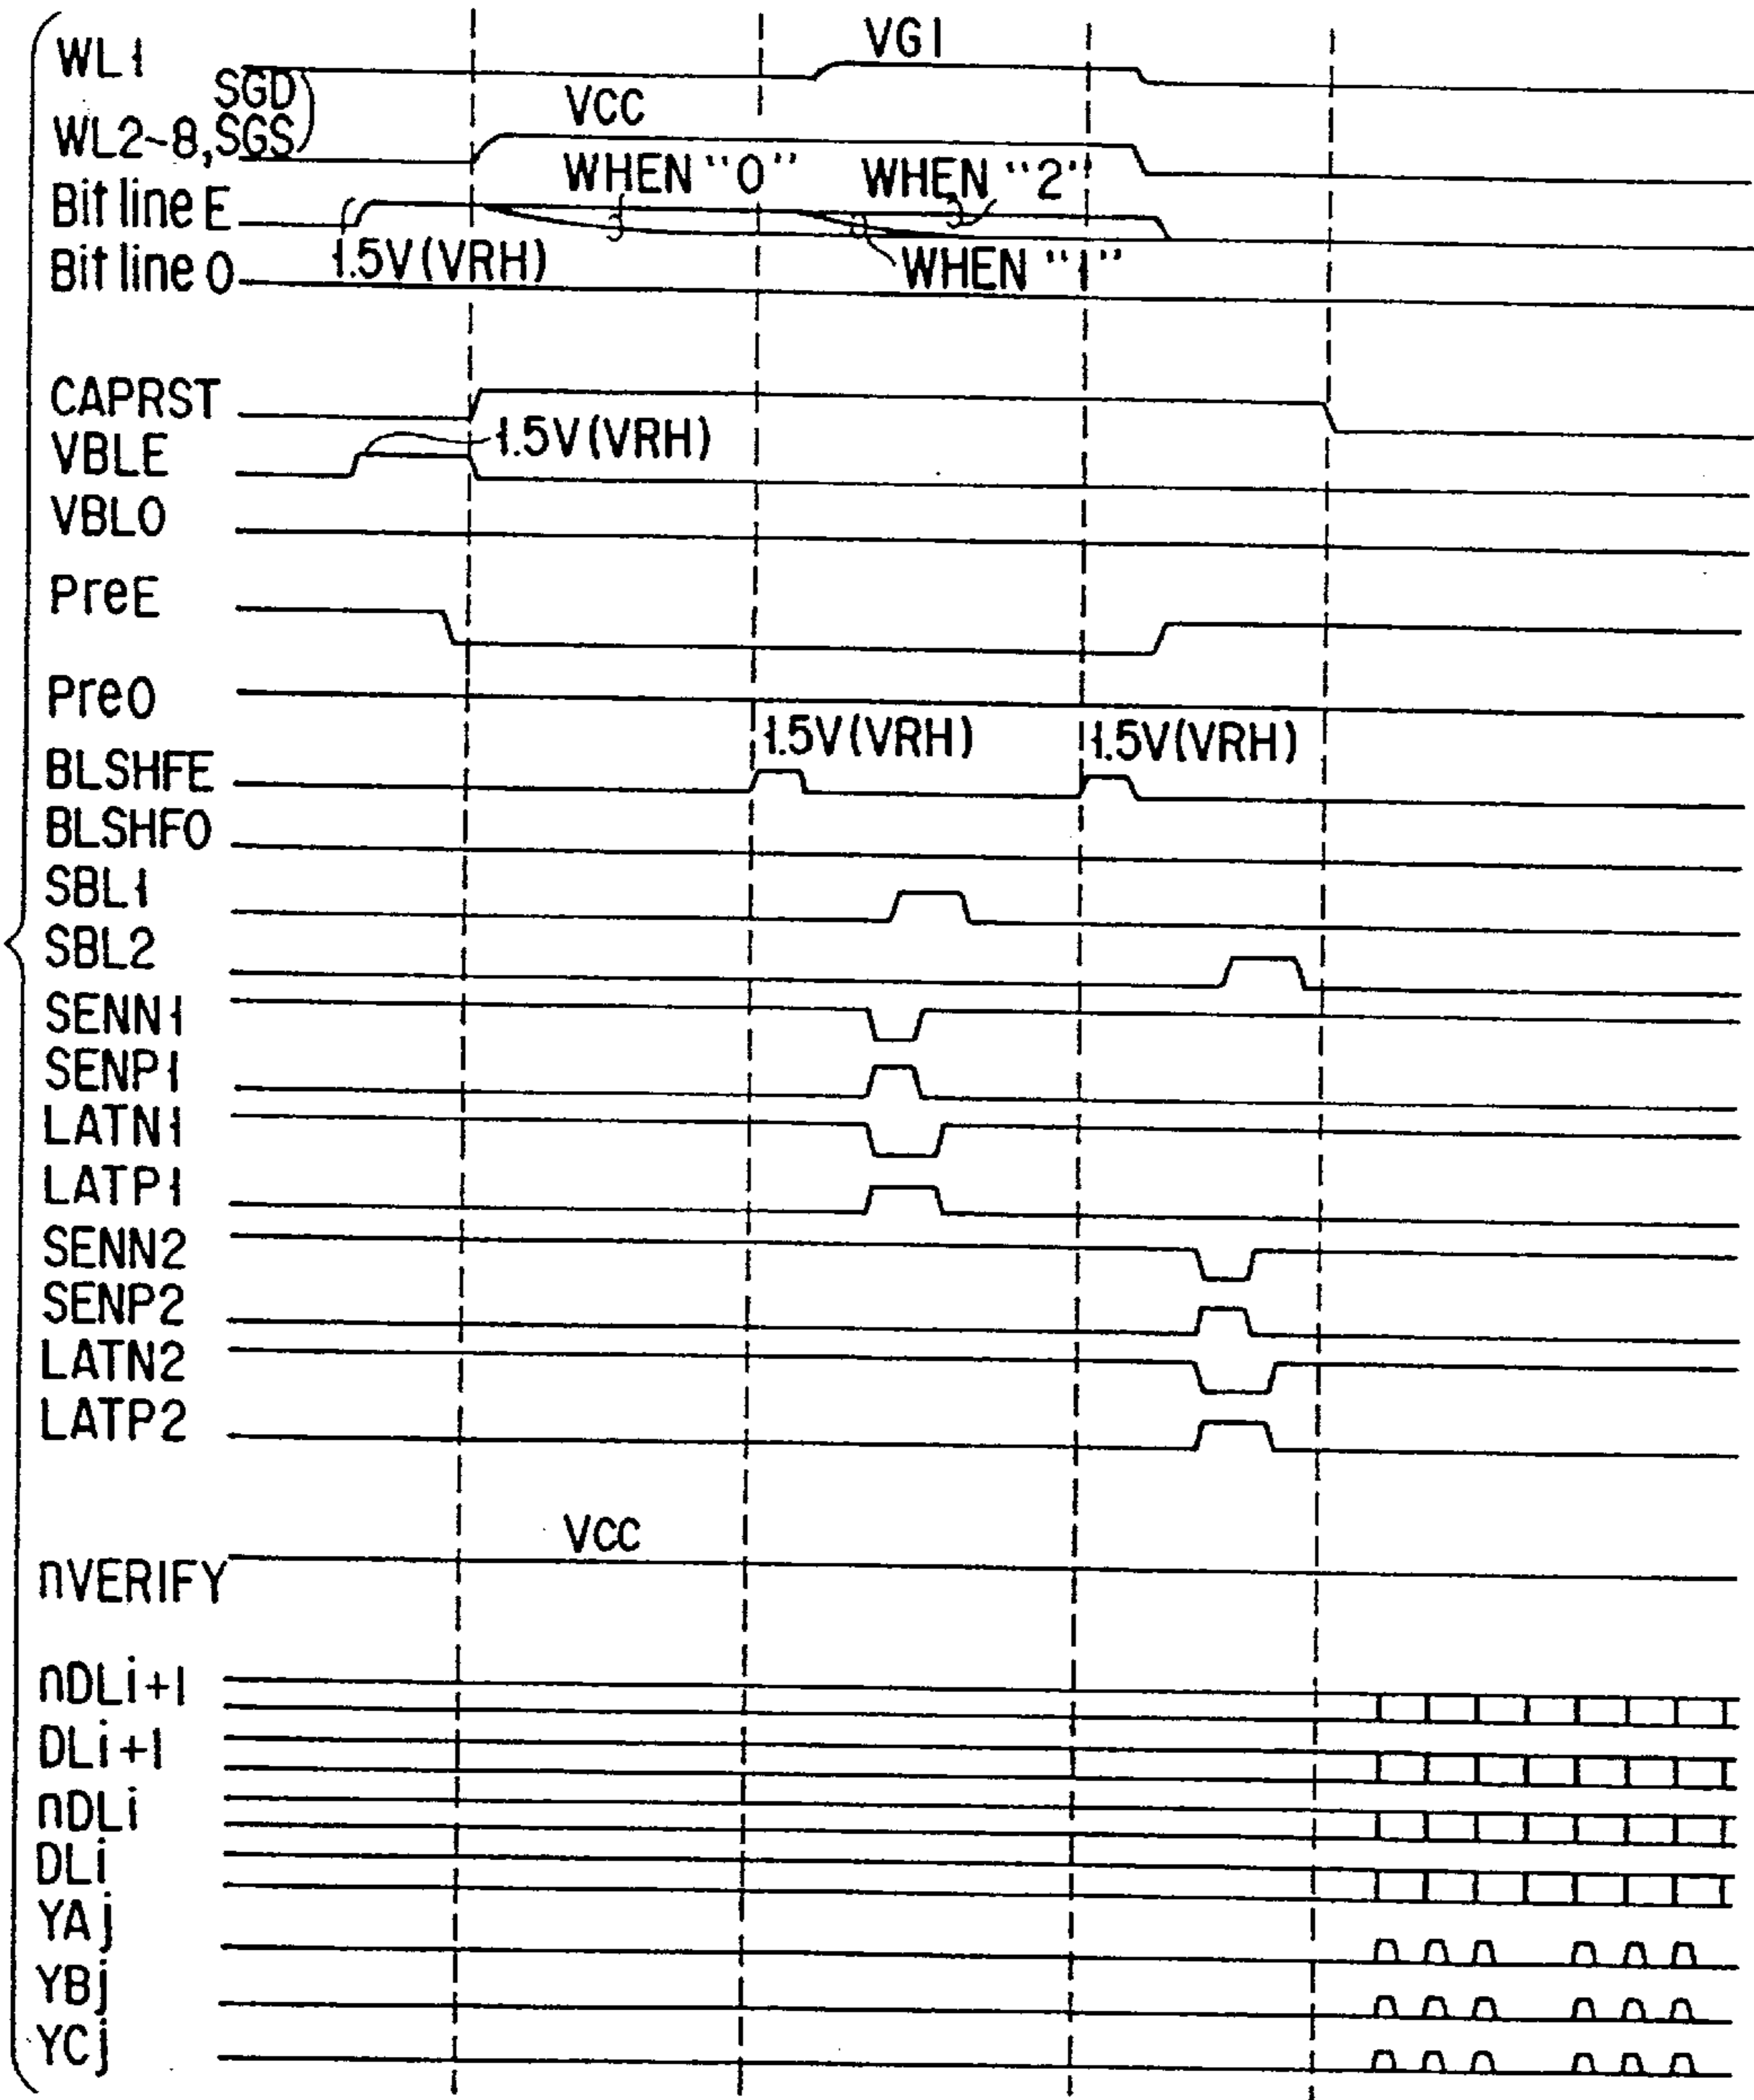 WL1 VG1
SGD
WL2~8,SGS VCC
WHEN "0" WHEN "2"
Bit line E
1.5V(VRH) WHEN "1"
Bit line O
CAPRST
1.5V(VRH)
VBLE
VBLO
PreE
PreO
1.5V(VRH) 1.5V(VRH)
BLSHFE
BLSHFO
SBL1
SBL2
SENN1
SENP1
LATN1
LATP1
SENN2
SENP2
LATN2
LATP2
VCC
nVERIFY
nDLi+1
DLi+1
nDLi
DLi
YAj
YBj
YCj